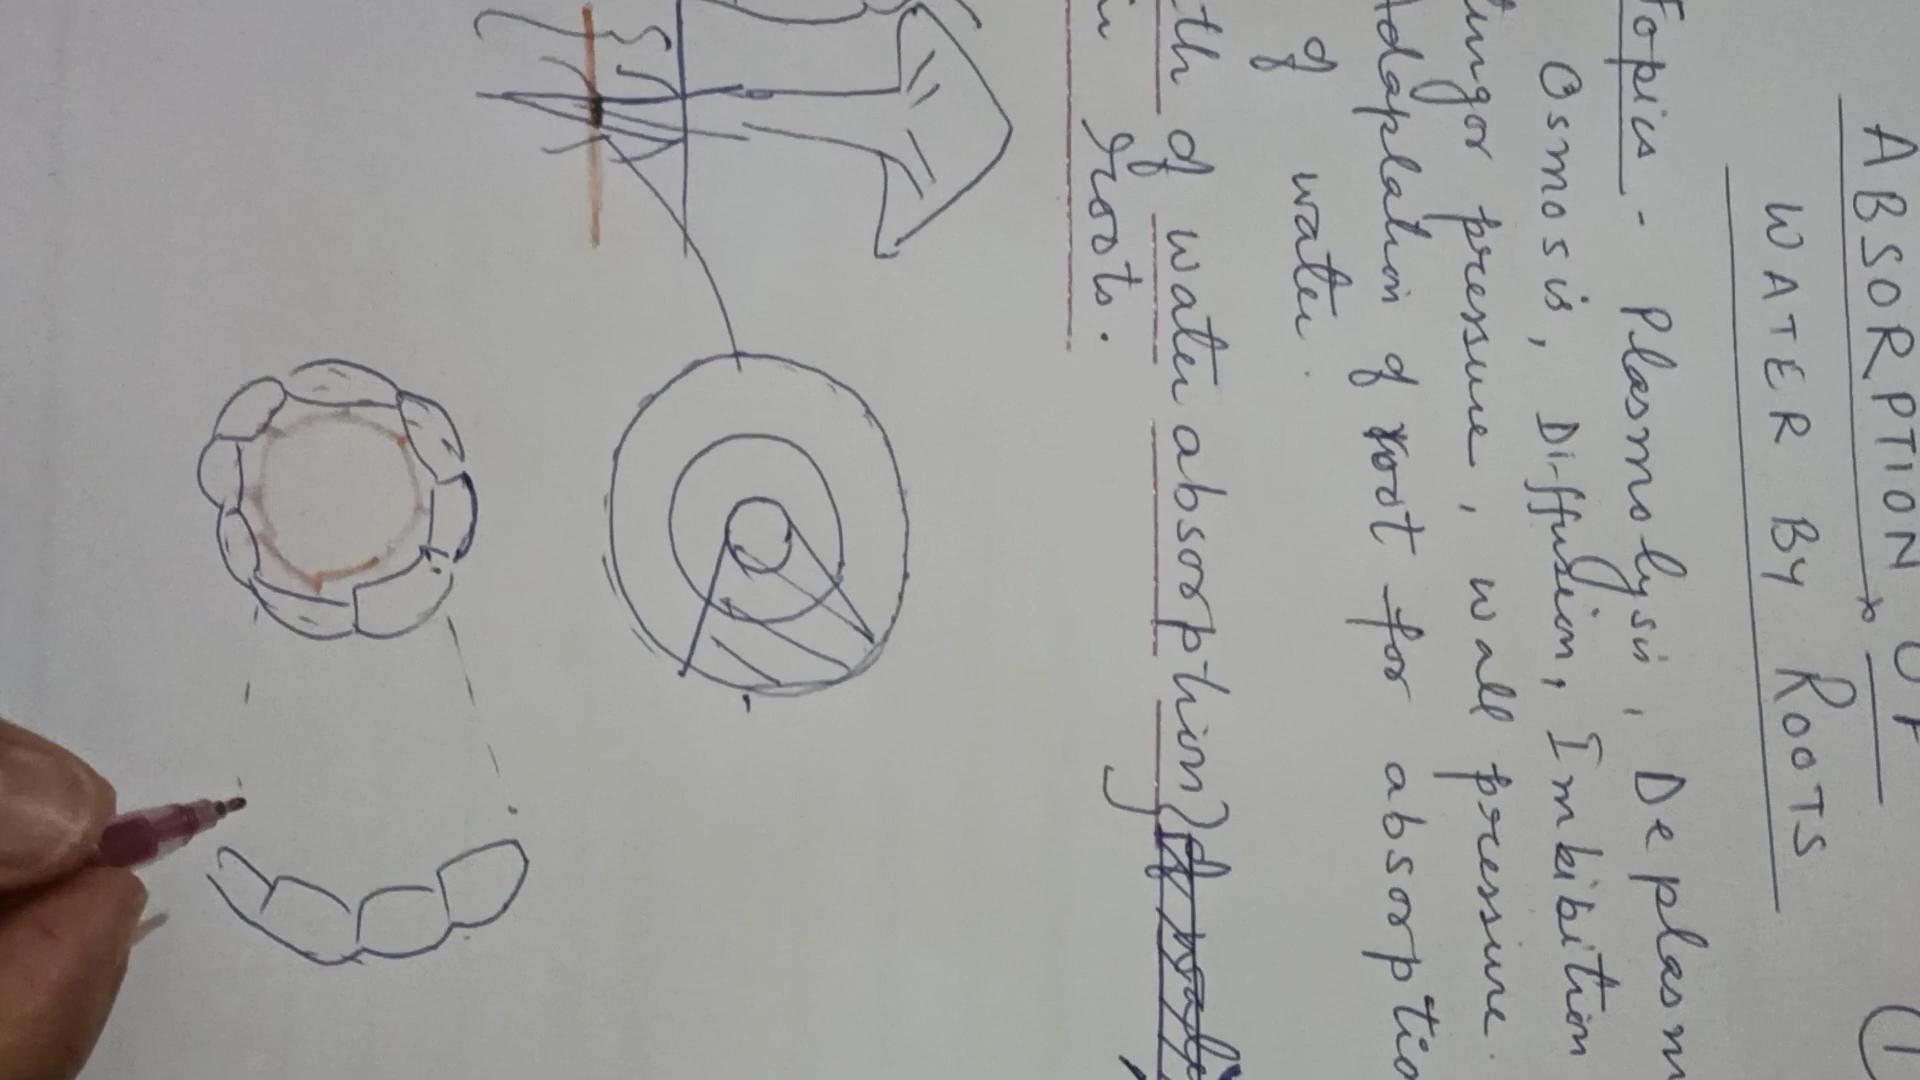 ABSORPTION OF
WATER BY ROOTS
Topics - Plasmolysis, Deplasm
Osmosis, Diffusion, Imbibition
turgor pressure, wall pressure.
Adaptation of root for absorptio
of water.
th of water absorption
in roots.